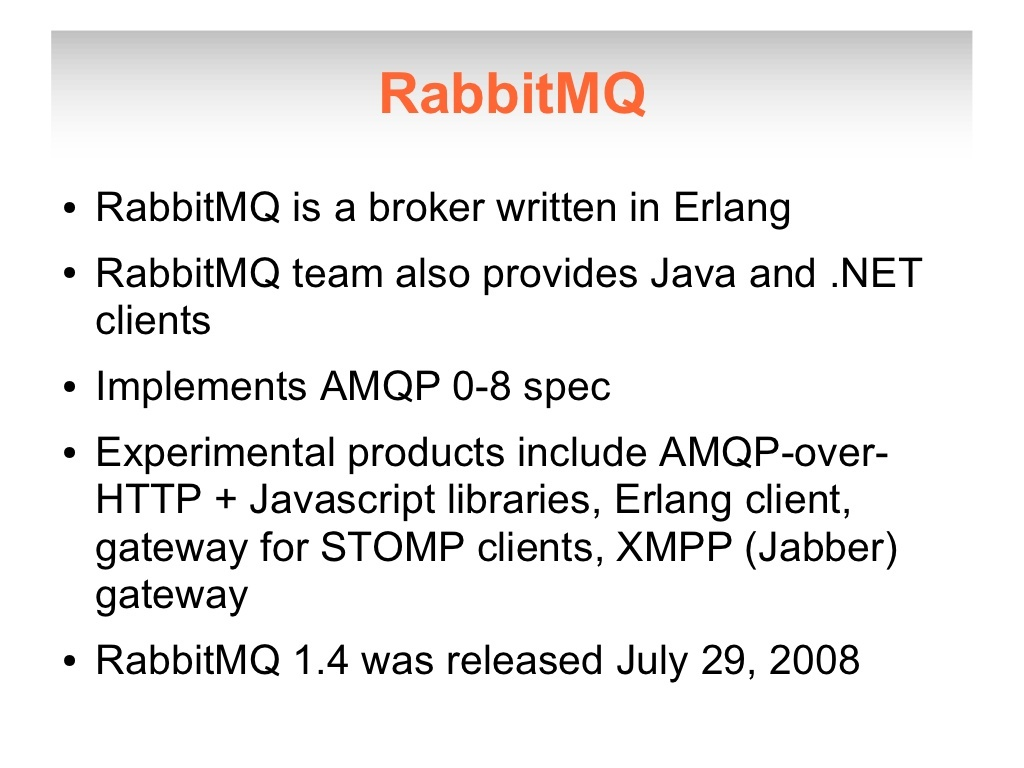 RabbitMQ
• RabbitMQ is a broker written in Erlang
• RabbitMQ team also provides Java and .NET
clients
• Implements AMQP 0-8 spec
• Experimental products include AMQP-over-
HTTP + Javascript libraries, Erlang client,
gateway for STOMP clients, XMPP (Jabber)
gateway
• RabbitMQ 1.4 was released July 29, 2008